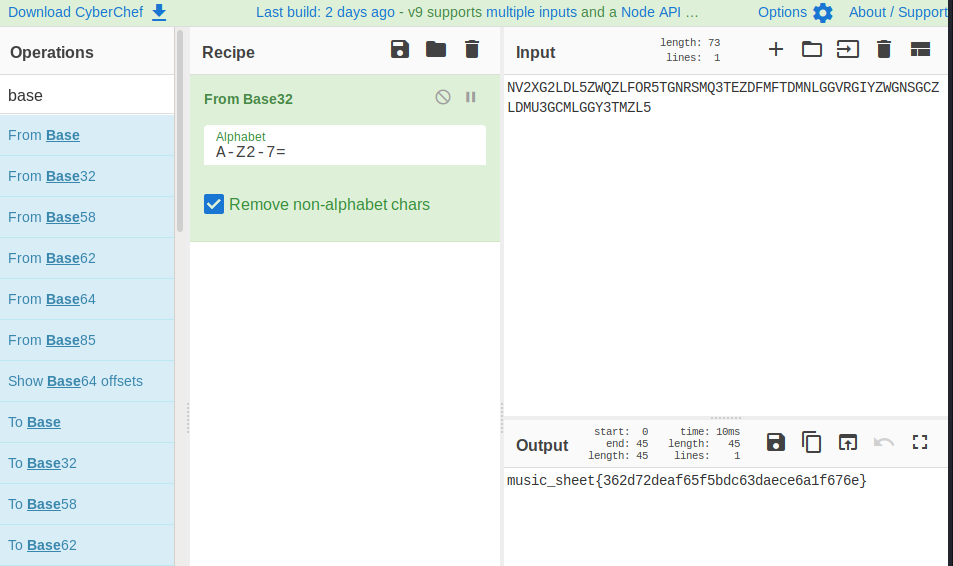 Download CyberChef
Last build: 2 days ago - v9 supports multiple inputs and a Node API ...
Options
About / Support
Operations
base
From Base
From Base32
From Base58
From Base62
From Base64
From Base85
Show Base64 offsets
To Base
To Base32
To Base58
To Base62
Recipe
From Base32
Alphabet
A-Z2-7=
Remove non-alphabet chars
Input
length: 73
lines: 1
NV2XG2LDL5ZWQZLFOR5TGNRSMQ3TEZDFMFTDMNLGGVRGIYZWGNSGCZ
LDMU3GCMLGGY3TMZL5
Output
start: 0
end: 45
length: 45
time: 10ms
length: 45
lines: 1
music_sheet{362d72deaf65f5bdc63daece6a1f676e}